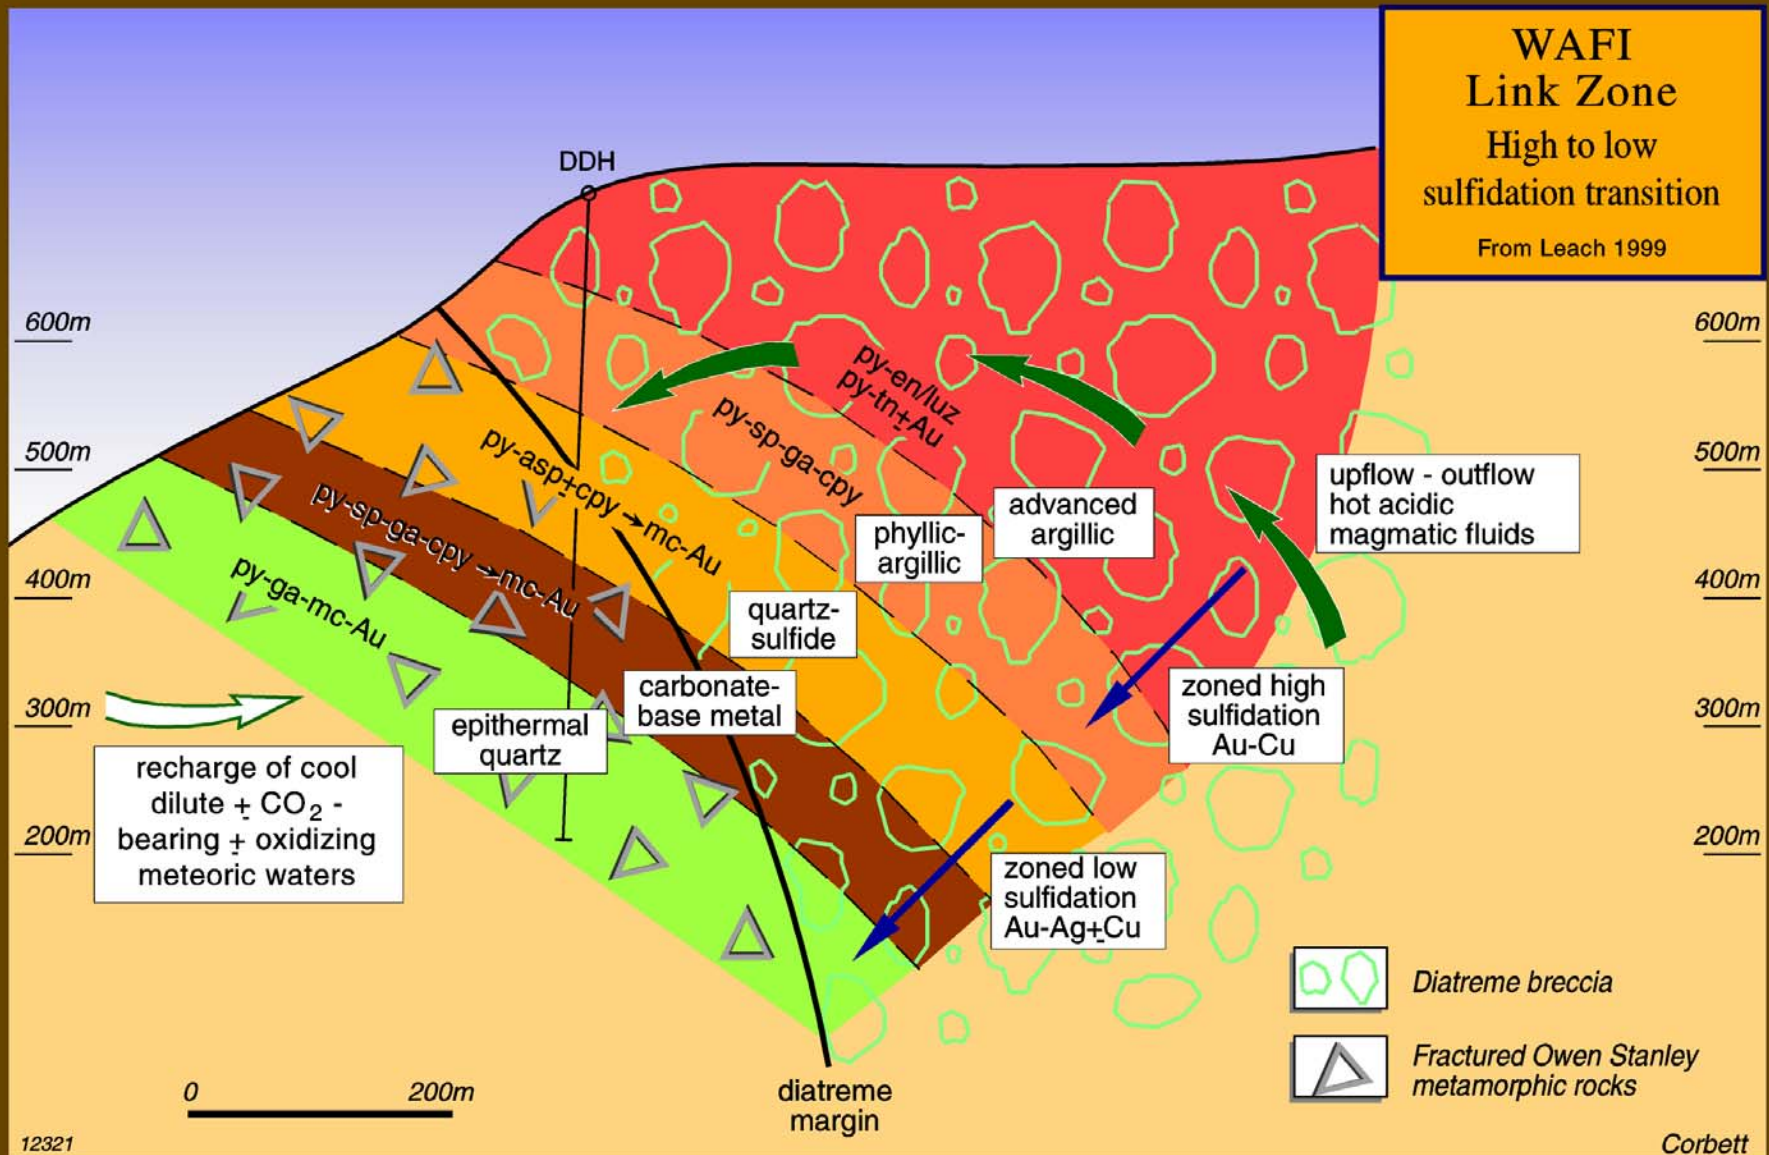 WAFI
Link Zone
High to low
sulfidation transition
From Leach 1999
DDH
600m
500m
400m
300m
200m
600m
500m
400m
300m
200m
py-en/luz
py-tn±Au
py-sp-ga-cpy
py-asp±cpy→mc-Au
py-sp-ga-cpy→mc-Au
py-ga-mc-Au
advanced
argillic
phyllic-
argillic
quartz-
sulfide
carbonate-
base metal
epithermal
quartz
upflow - outflow
hot acidic
magmatic fluids
zoned high
sulfidation
Au-Cu
zoned low
sulfidation
Au-Ag±Cu
recharge of cool
dilute ± CO₂ -
bearing ± oxidizing
meteoric waters
diatreme
margin
Diatreme breccia
Fractured Owen Stanley
metamorphic rocks
0 200m
12321
Corbett